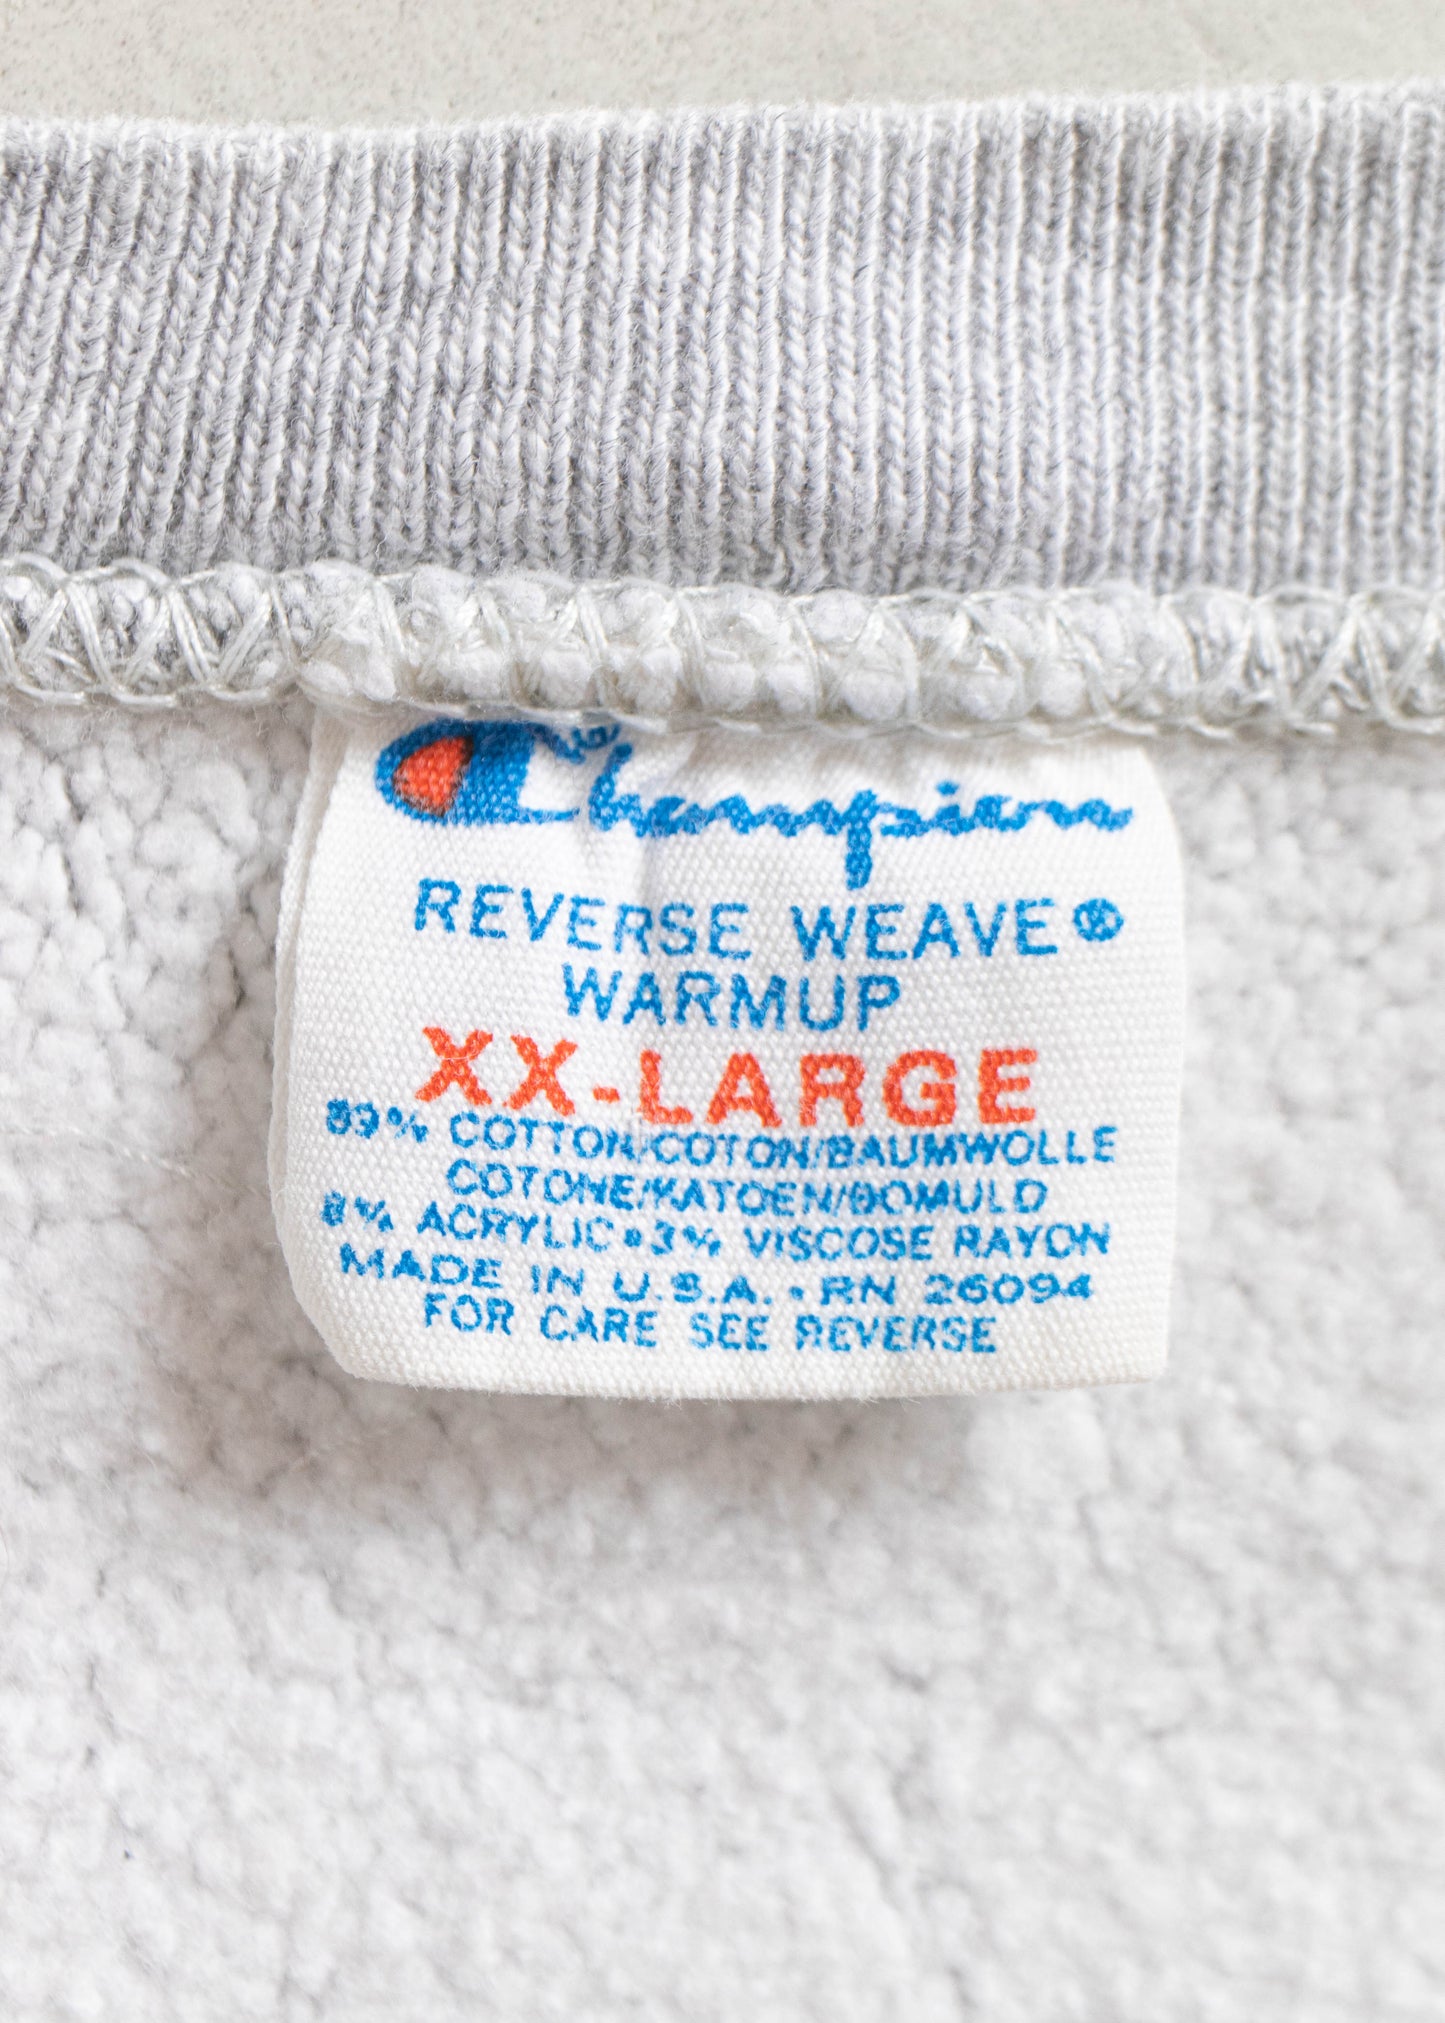 Champion
REVERSE WEAVE®
WARMUP
XX-LARGE
89% COTTON/COTON/BAUMWOLLE
COTONE/KATOEN/BOMULD
8% ACRYLIC•3% VISCOSE RAYON
MADE IN U.S.A. • RN 26094
FOR CARE SEE REVERSE